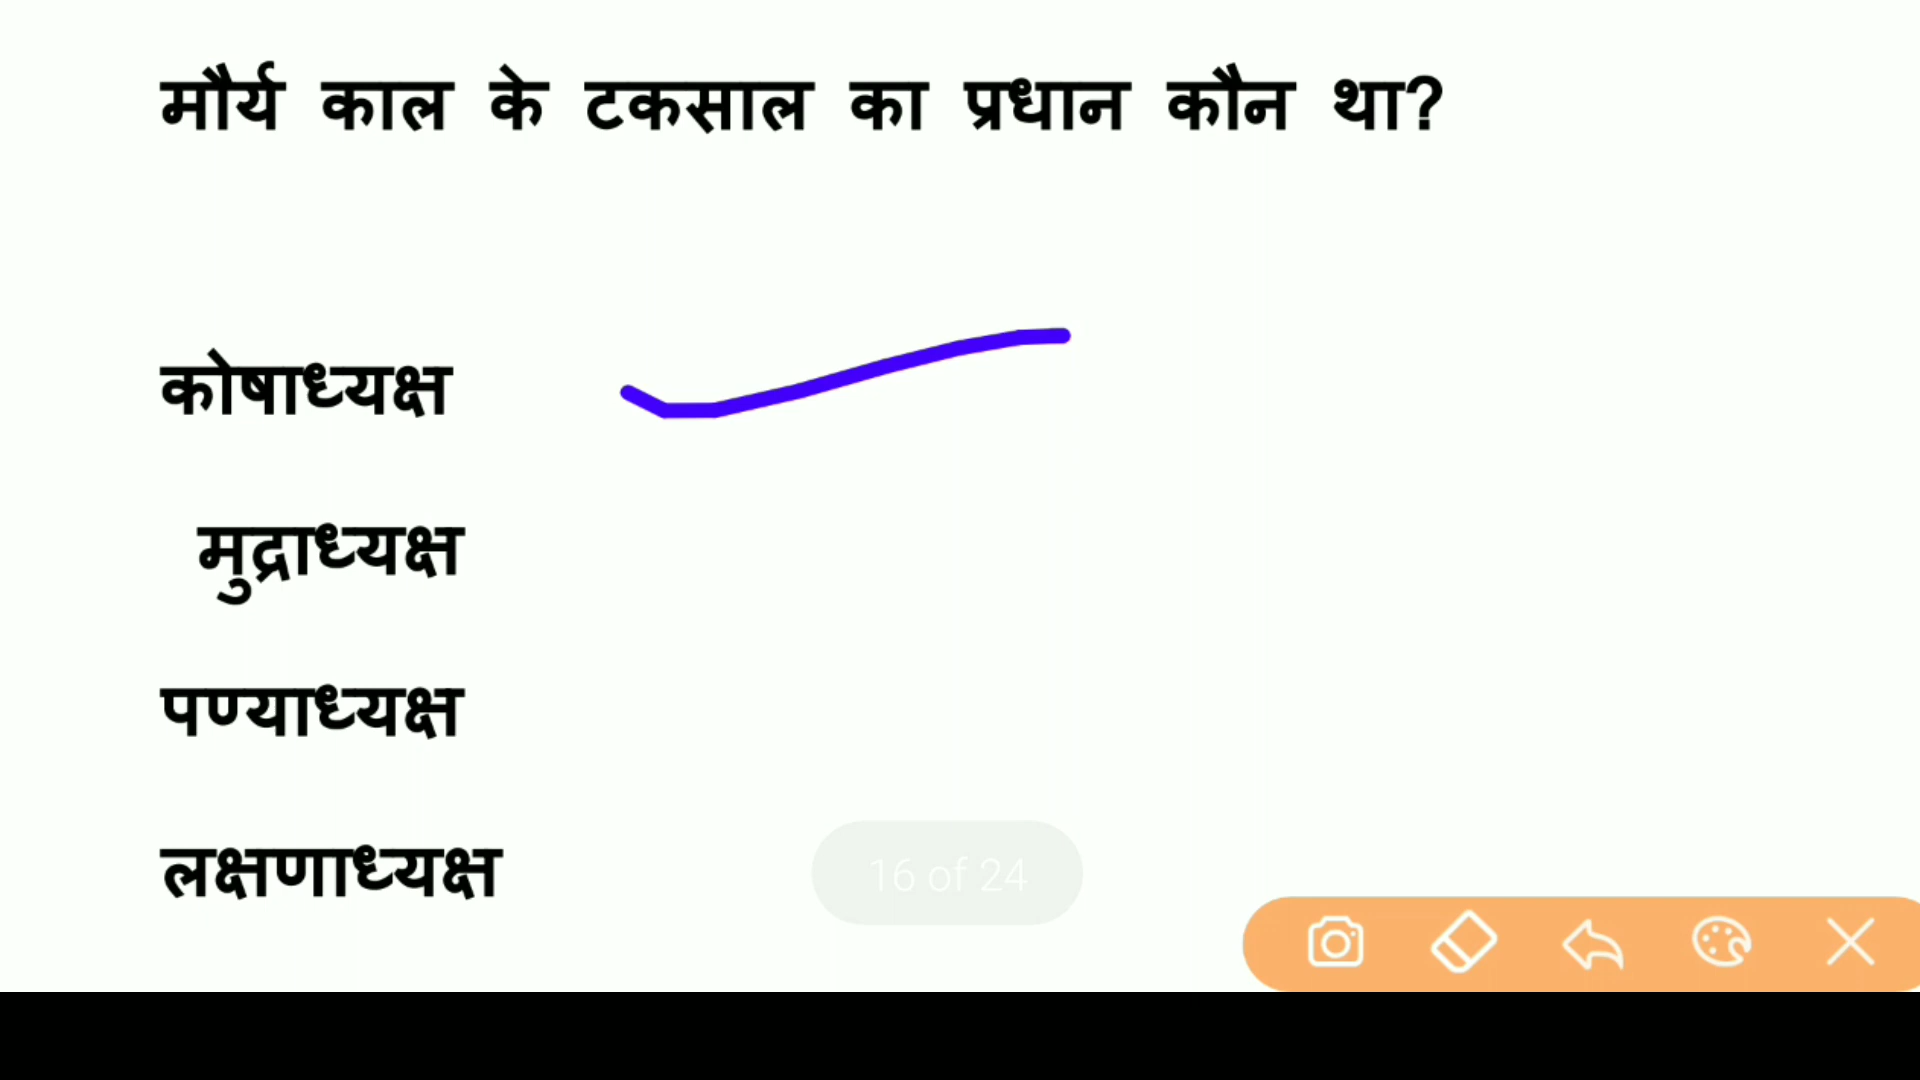 मौर्य काल के टकसाल का प्रधान कौन था?
कोषाध्यक्ष
मुद्राध्यक्ष
पण्याध्यक्ष
लक्षणाध्यक्ष
16 of 24